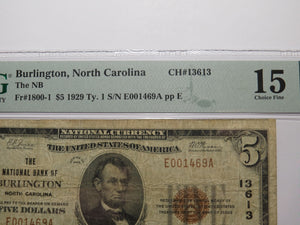 Burlington, North Carolina CH#13613
The NB
Fr#1800-1 $5 1929 Ty. 1 S/N E001469A pp E
15
Choice Fine
NATIONAL CURRENCY
THE UNITED STATES OF AMERICA
E001469A
5
THE
NATIONAL BANK OF
BURLINGTON
NORTH CAROLINA
FIVE DOLLARS
E001469A
13613